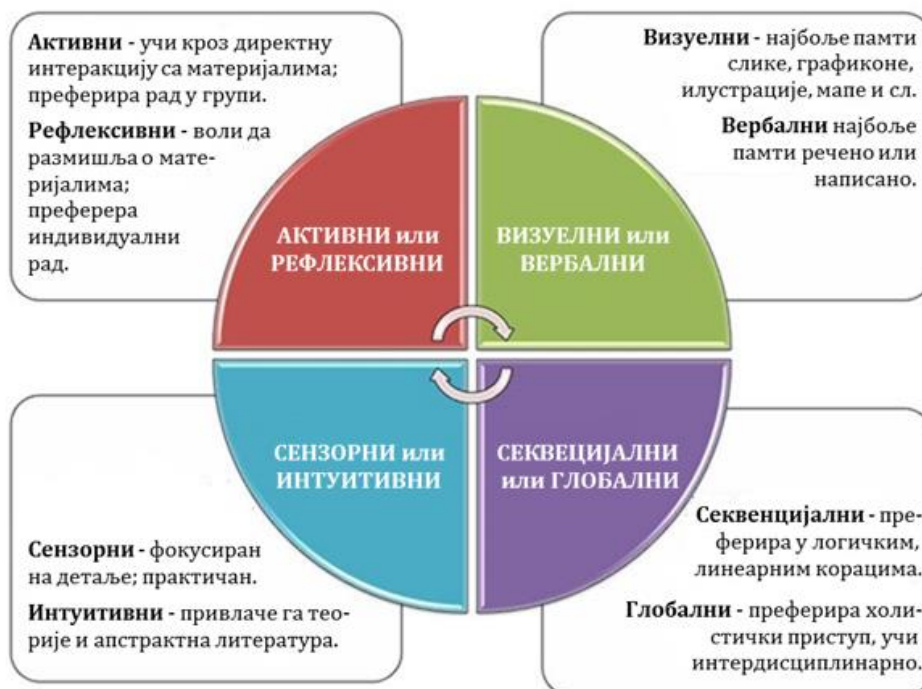 Активни - учи кроз директну
интеракцију са материјалима;
преферира рад у групи.
Рефлексивни - воли да
размишља о мате-
ријалима;
преферера
индивидуални
рад.
Визуелни - најбоље памти
слике, графиконе,
илустрације, мапе и сл.
Вербални најбоље
памти речено или
написано.
АКТИВНИ или
РЕФЛЕКСИВНИ
ВИЗУЕЛНИ или
ВЕРБАЛНИ
СЕНЗОРНИ или
ИНТУИТИВНИ
СЕКВЕЦИЈАЛНИ
или ГЛОБАЛНИ
Сензорни - фокусиран
на детаље; практичан.
Интуитивни - привлаче га тео-
рије и апстрактна литература.
Секвенцијални - пре-
ферира у логичким,
линеарним корацима.
Глобални - преферира холи-
стички приступ, учи
интердисциплинарно.